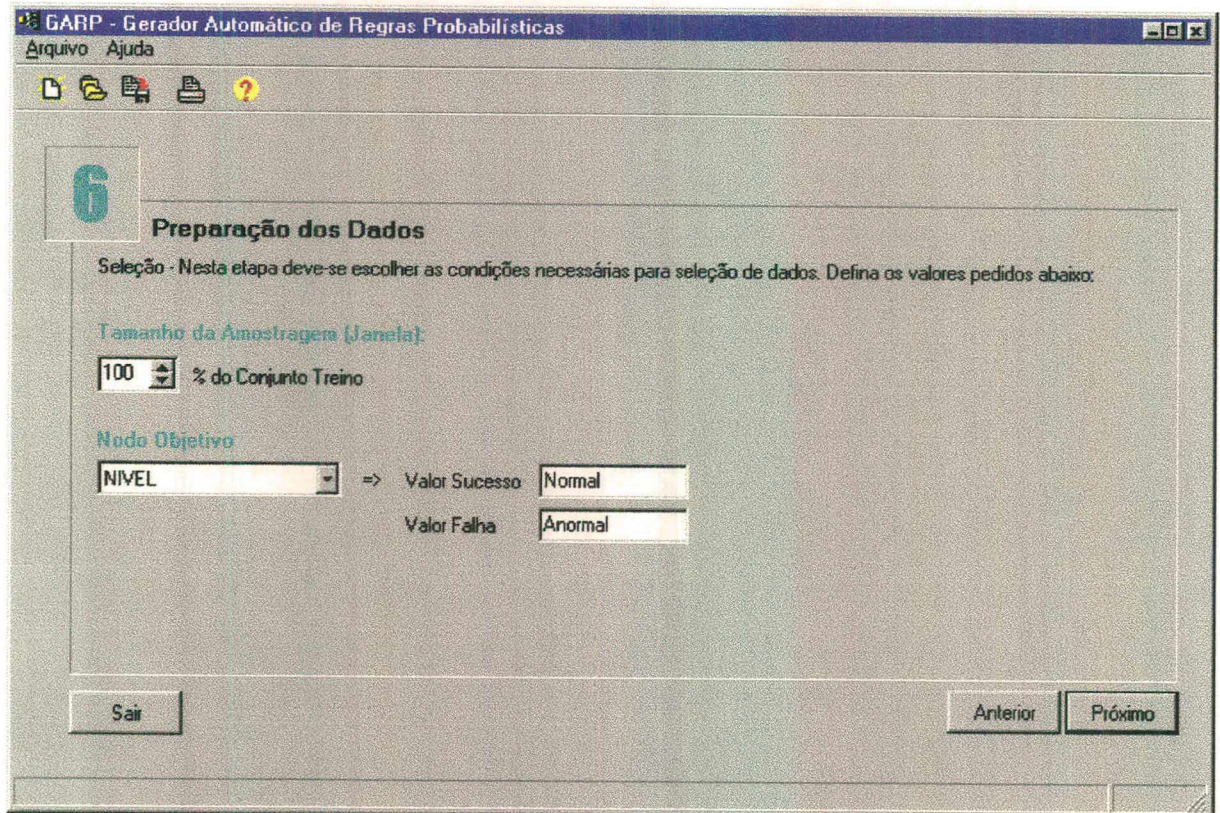 GARP - Gerador Automático de Regras Probabilísticas
Arquivo Ajuda
6
Preparação dos Dados
Seleção - Nesta etapa deve-se escolher as condições necessárias para seleção de dados. Defina os valores pedidos abaixo:
Tamanho da Amostragem (Janela):
100 % do Conjunto Treino
Nodo Objetivo
NIVEL => Valor Sucesso Normal
Valor Falha Anormal
Sair Anterior Próximo